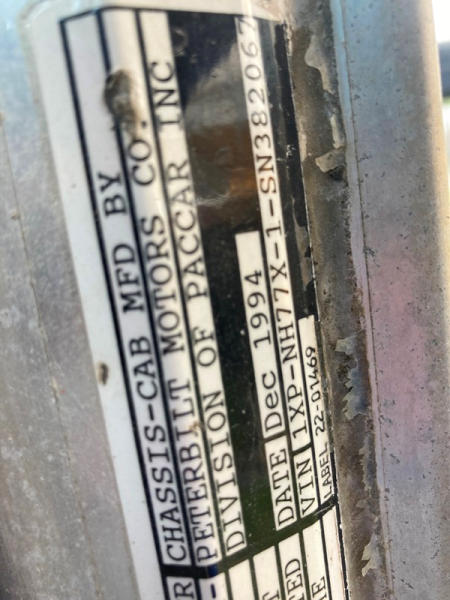 CHASSIS-CAB MFD BY
PETERBILT MOTORS CO.
DIVISION OF PACCAR INC
DATE Dec 1994
VIN 1XP-NH77X-1-SN382067
LABEL 22-01469